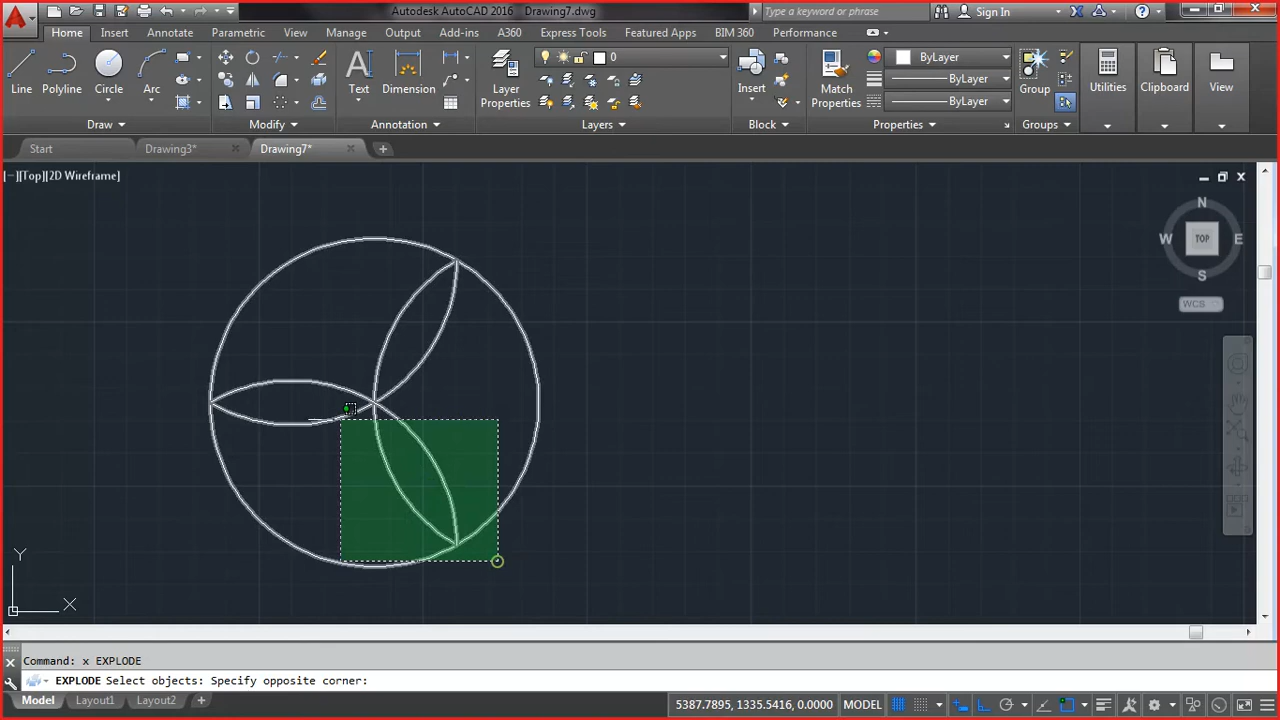 Autodesk AutoCAD 2016   Drawing7.dwg
Type a keyword or phrase
Sign In
Home Insert Annotate Parametric View Manage Output Add-ins A360 Express Tools Featured Apps BIM 360 Performance
0
ByLayer
ByLayer
ByLayer
Line Polyline Circle Arc Text Dimension Layer Properties Insert Match Properties Group Utilities Clipboard View
Draw Modify Annotation Layers Block Properties Groups
Start Drawing3* Drawing7*
[−][Top][2D Wireframe]
N
W TOP E
S
WCS
Y
X
Command: x EXPLODE
EXPLODE Select objects: Specify opposite corner:
Model Layout1 Layout2 5387.7895, 1335.5416, 0.0000 MODEL